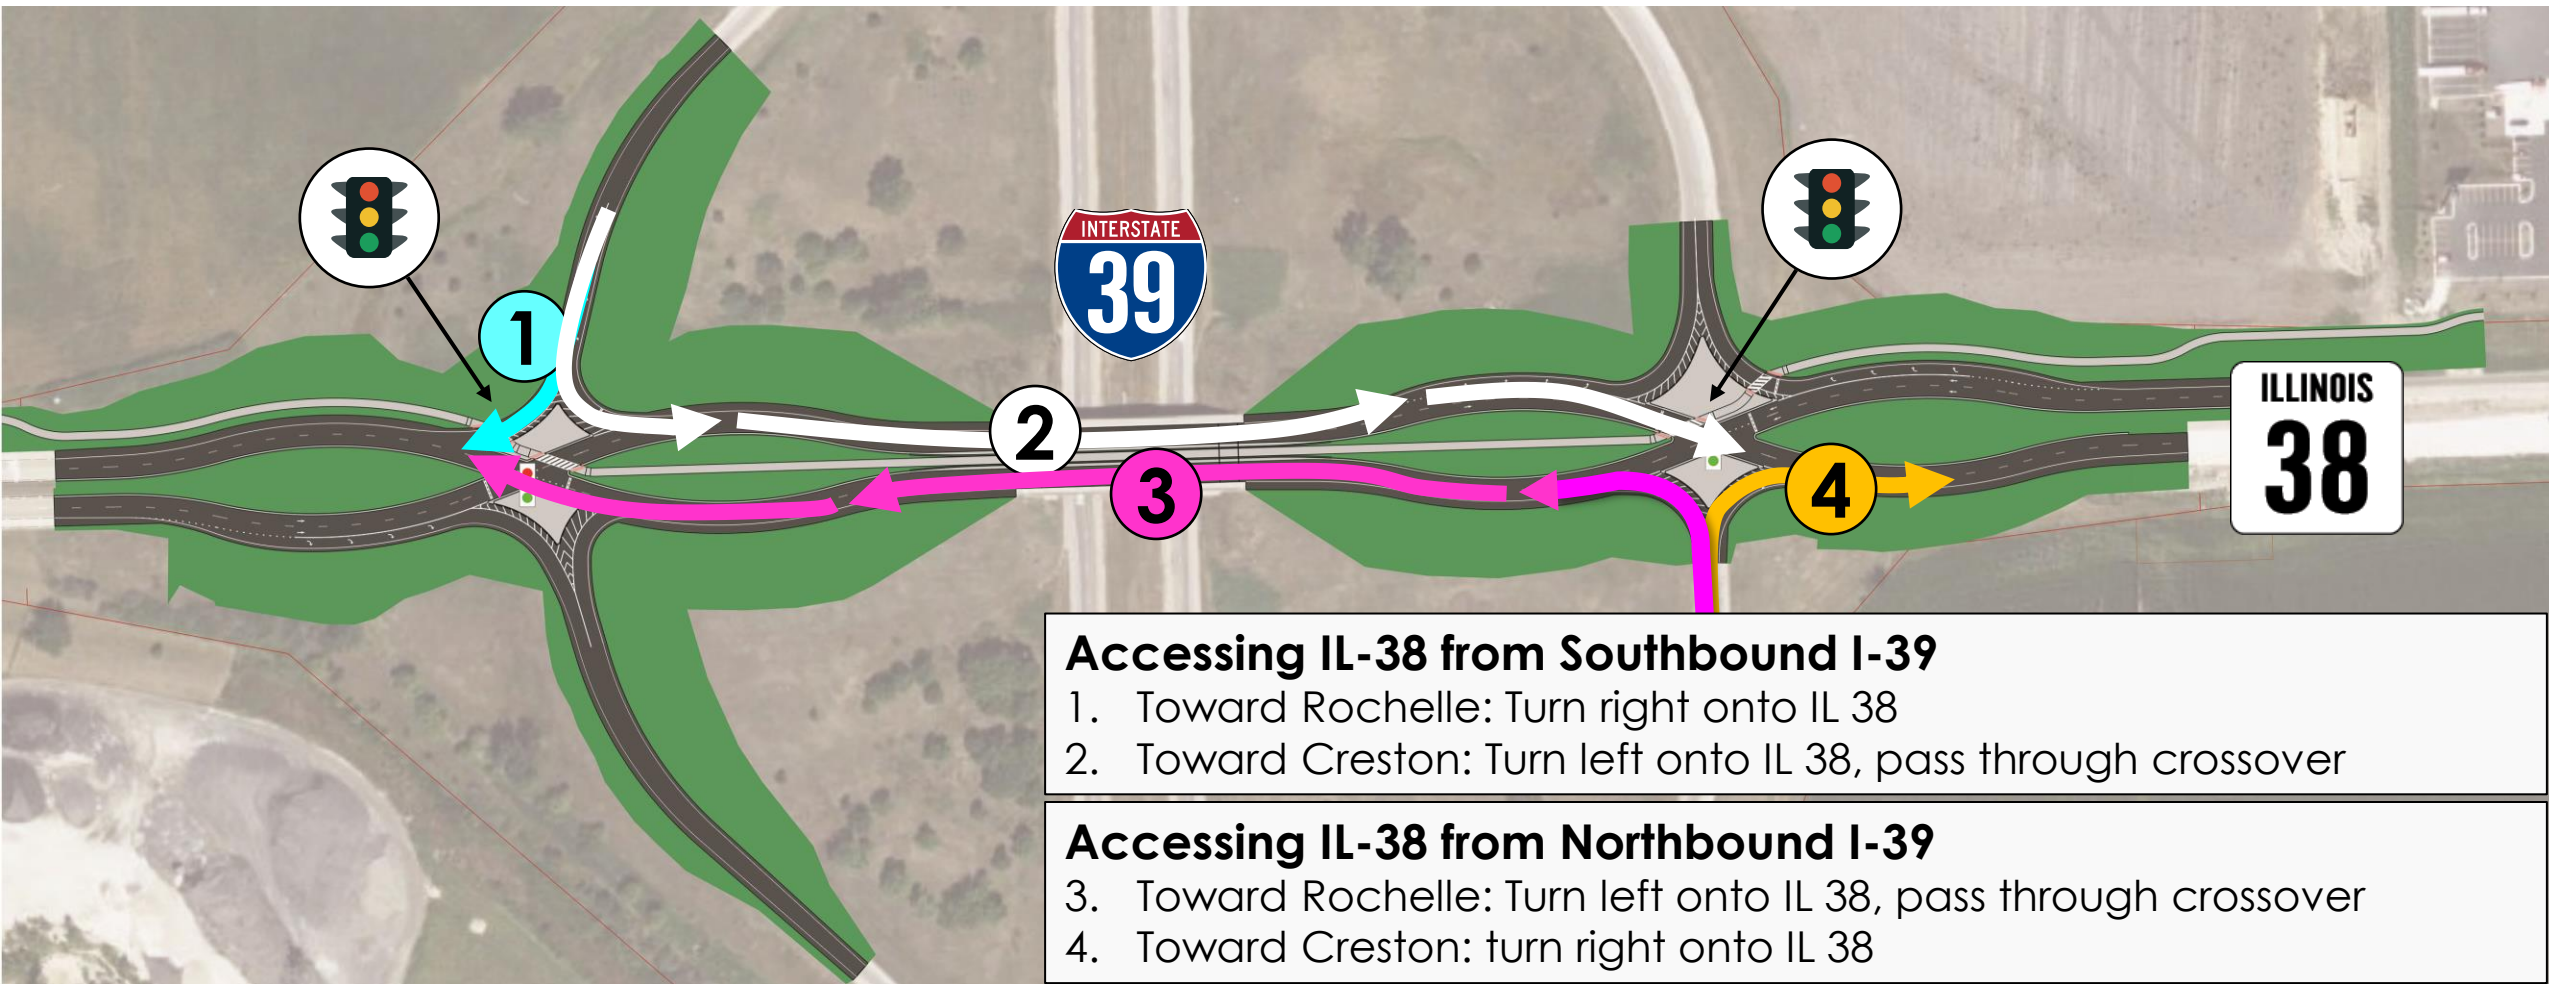 INTERSTATE
39
1
2
3
4
ILLINOIS
38
Accessing IL-38 from Southbound I-39
1. Toward Rochelle: Turn right onto IL 38
2. Toward Creston: Turn left onto IL 38, pass through crossover
Accessing IL-38 from Northbound I-39
3. Toward Rochelle: Turn left onto IL 38, pass through crossover
4. Toward Creston: turn right onto IL 38